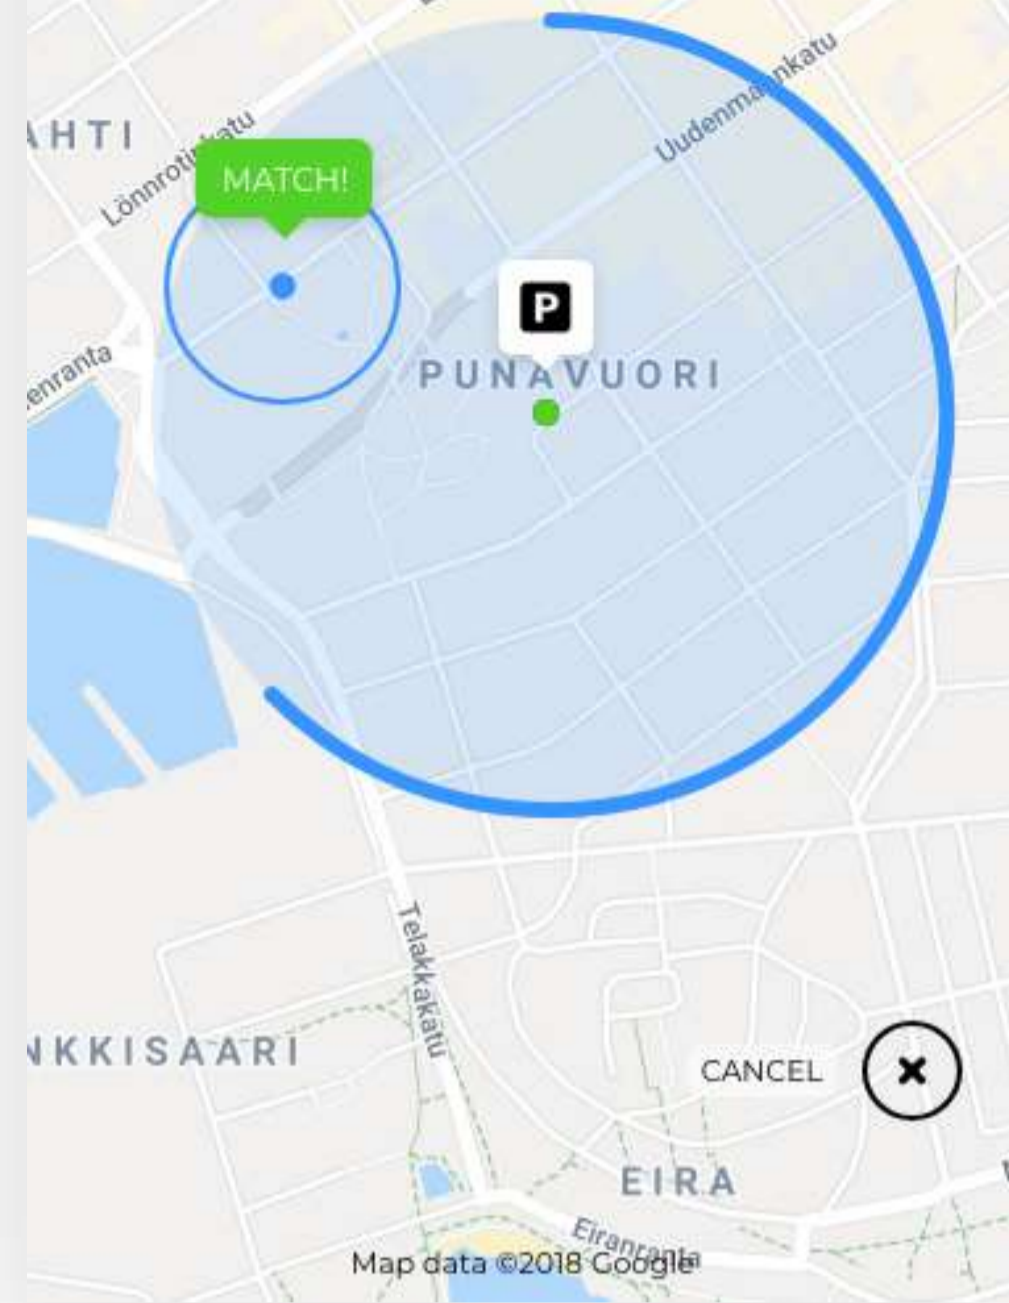 Uudenmaankatu
AHTI
Lönnrotinkatu
MATCH!
P
PUNAVUORI
enranta
Telakkakatu
NKKISAARI
CANCEL
EIRA
Eiranranta
Map data ©2018 Google